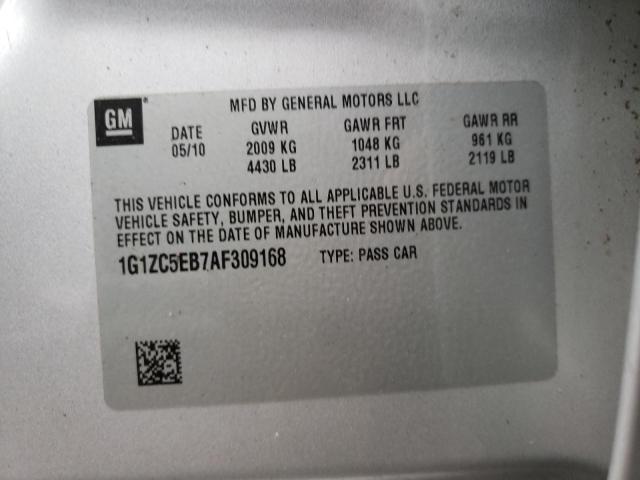 MFD BY GENERAL MOTORS LLC
GM
DATE GVWR GAWR FRT GAWR RR
05/10 2009 KG 1048 KG 961 KG
4430 LB 2311 LB 2119 LB
THIS VEHICLE CONFORMS TO ALL APPLICABLE U.S. FEDERAL MOTOR
VEHICLE SAFETY, BUMPER, AND THEFT PREVENTION STANDARDS IN
EFFECT ON THE DATE OF MANUFACTURE SHOWN ABOVE.
1G1ZC5EB7AF309168 TYPE: PASS CAR